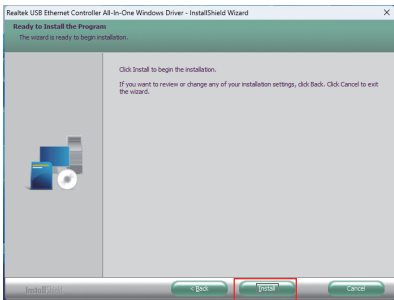 Realtek USB Ethernet Controller All-In-One Windows Driver - InstallShield Wizard
Ready to Install the Program
The wizard is ready to begin installation.
Click Install to begin the installation.
If you want to review or change any of your installation settings, click Back. Click Cancel to exit
the wizard.
InstallShield
< Back
Install
Cancel